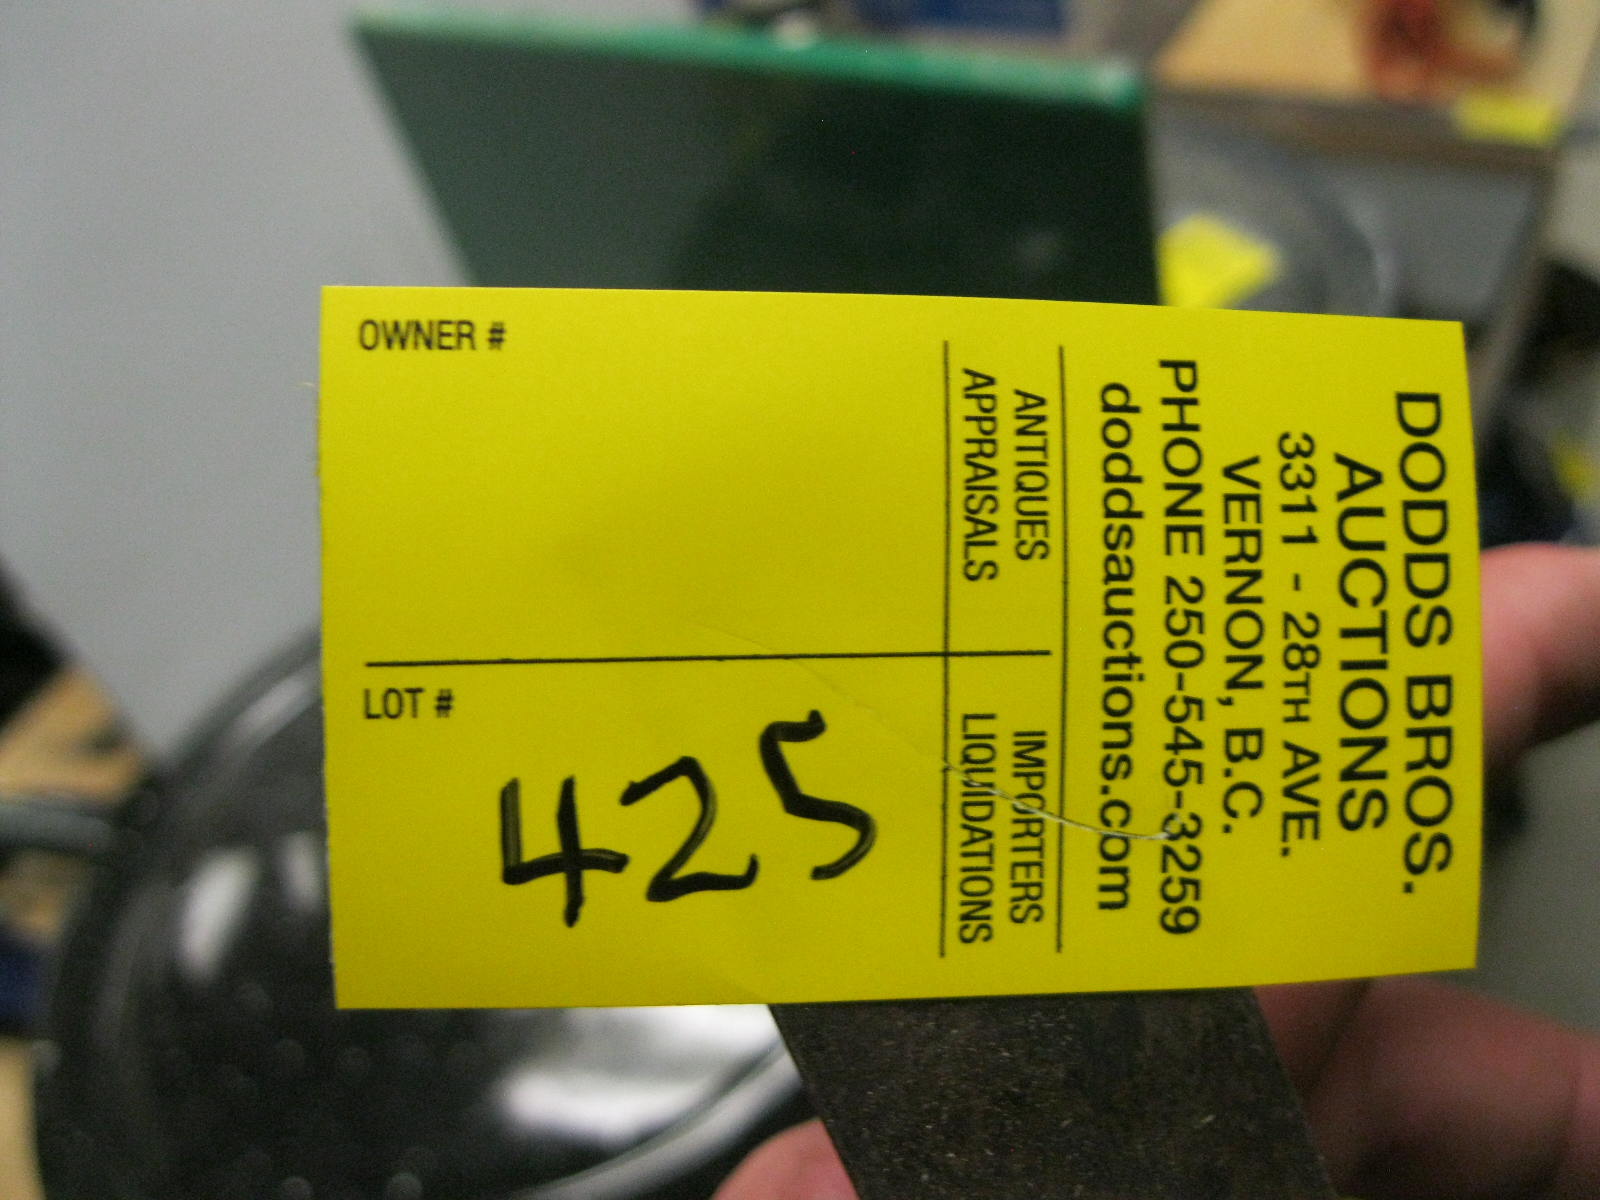 DODDS BROS.
AUCTIONS
3311 - 28TH AVE.
VERNON, B.C.
PHONE 250-545-3259
doddsauctions.com
ANTIQUES IMPORTERS
APPRAISALS LIQUIDATIONS
OWNER #
LOT #
425